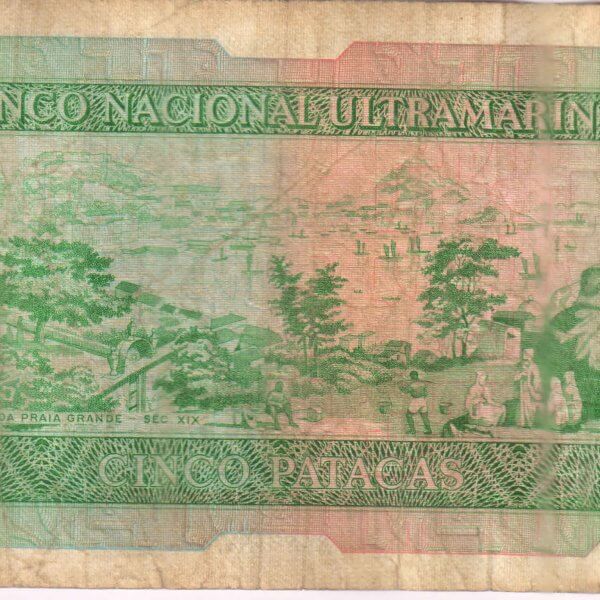 NCO NACIONAL ULTRAMARIN
DA PRAIA GRANDE - SEC XIX
CINCO PATACAS